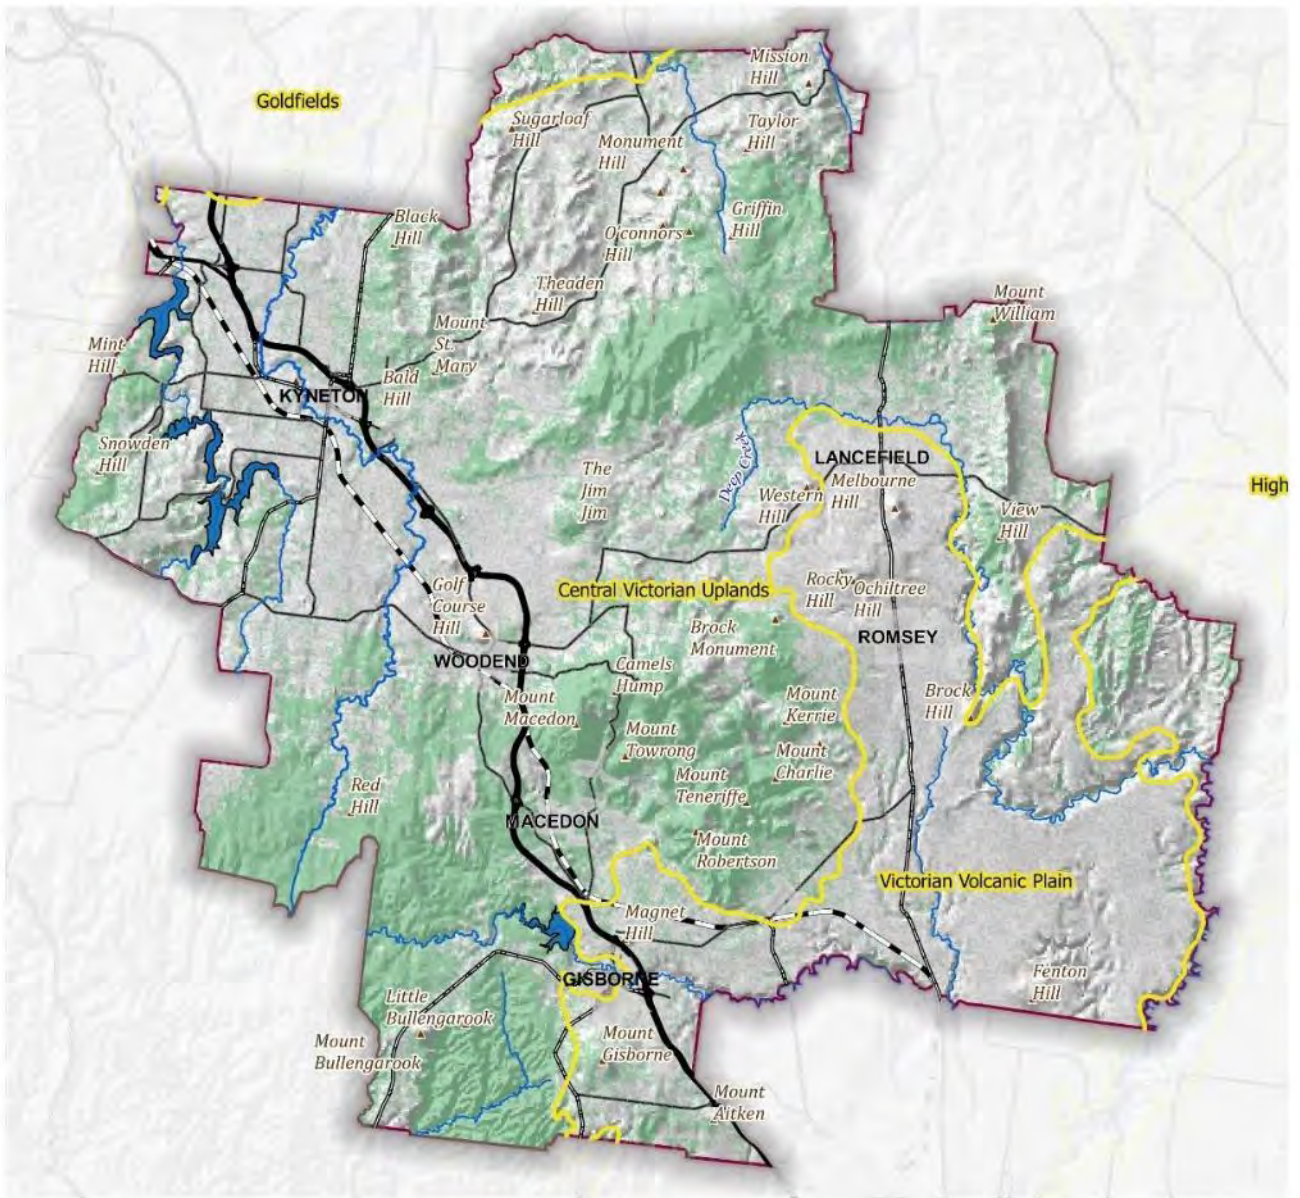 Mission
Hill
Goldfields
Sugarloaf
Hill
Monument
Hill
Taylor
Hill
Black
Hill
O'connors
Hill
Griffin
Hill
Theaden
Hill
Mount
William
Mint
Hill
Mount
St.
Mary
Bald
Hill
KYNETON
Snowden
Hill
The
Jim
Jim
Deep Creek
LANCEFIELD
Western
Hill
Melbourne
Hill
High
View
Hill
Golf
Course
Hill
Central Victorian Uplands
Rocky
Hill
Ochiltree
Hill
Brock
Monument
ROMSEY
WOODEND
Camels
Hump
Mount
Macedon
Mount
Kerrie
Brock
Hill
Mount
Towrong
Mount
Charlie
Red
Hill
Mount
Teneriffe
MACEDON
Mount
Robertson
Victorian Volcanic Plain
Magnet
Hill
GISBORNE
Fenton
Hill
Little
Bullengarook
Mount
Bullengarook
Mount
Gisborne
Mount
Aitken